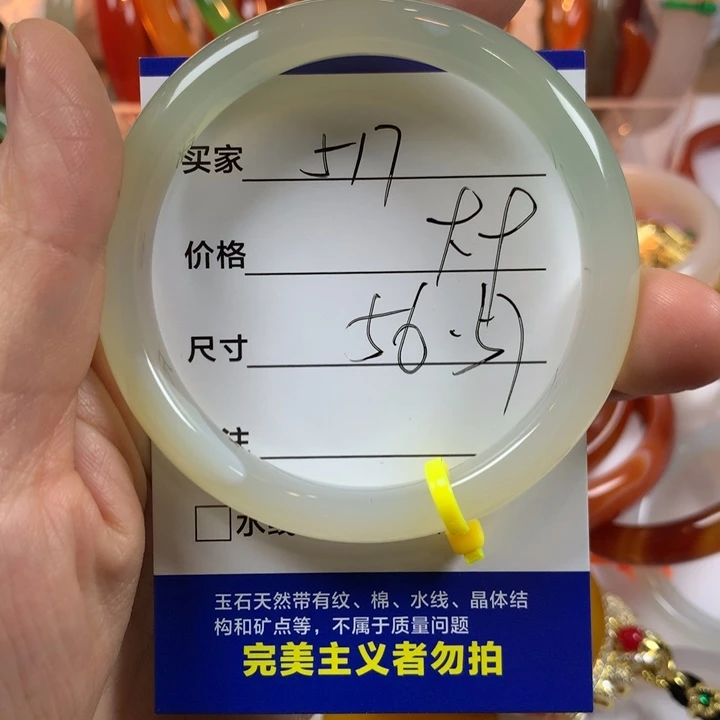 买家 517
价格
尺寸 56.5
注
水线
玉石天然带有纹、棉、水线、晶体结
构和矿点等，不属于质量问题
完美主义者勿拍